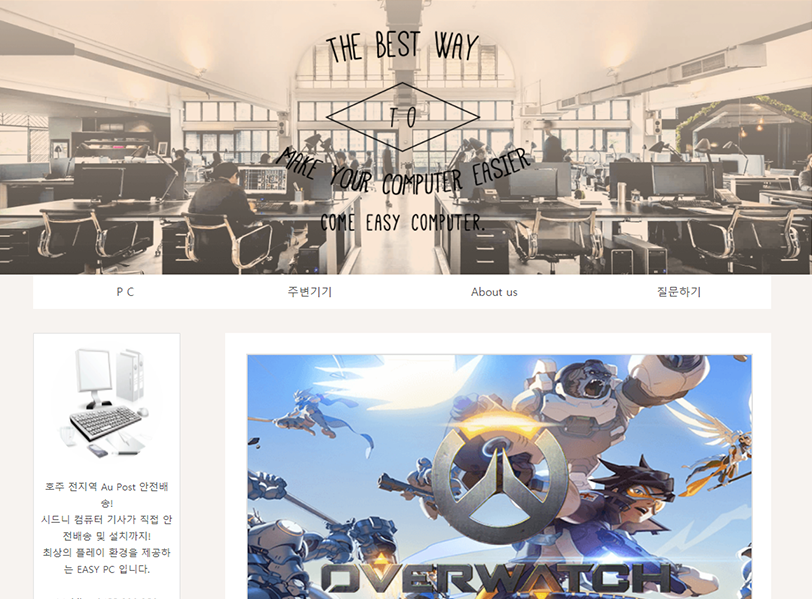 THE BEST WAY
TO
MAKE YOUR COMPUTER EASIER
COME EASY COMPUTER.
P C
주변기기
About us
질문하기
호주 전지역 Au Post 안전배
송!
시드니 컴퓨터 기사가 직접 안
전배송 및 설치까지!
최상의 플레이 환경을 제공하
는 EASY PC 입니다.
OVERWATCH